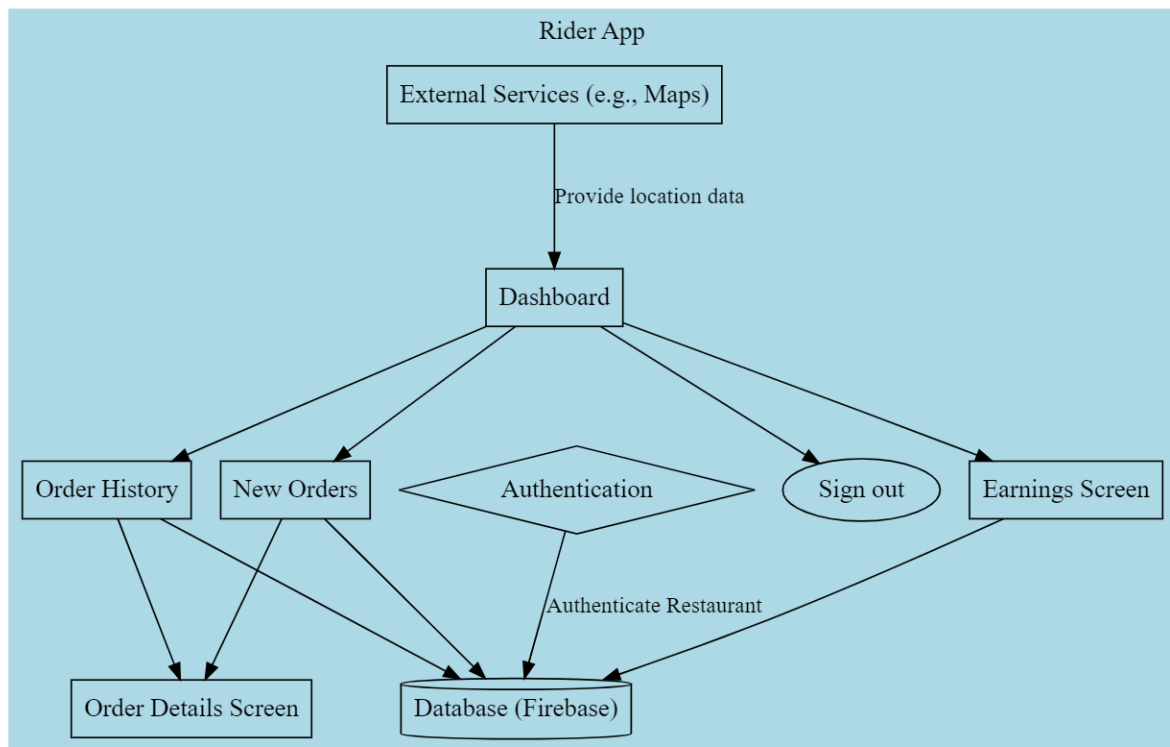 Rider App
External Services (e.g., Maps)
Provide location data
Dashboard
Order History
New Orders
Authentication
Sign out
Earnings Screen
Authenticate Restaurant
Order Details Screen
Database (Firebase)